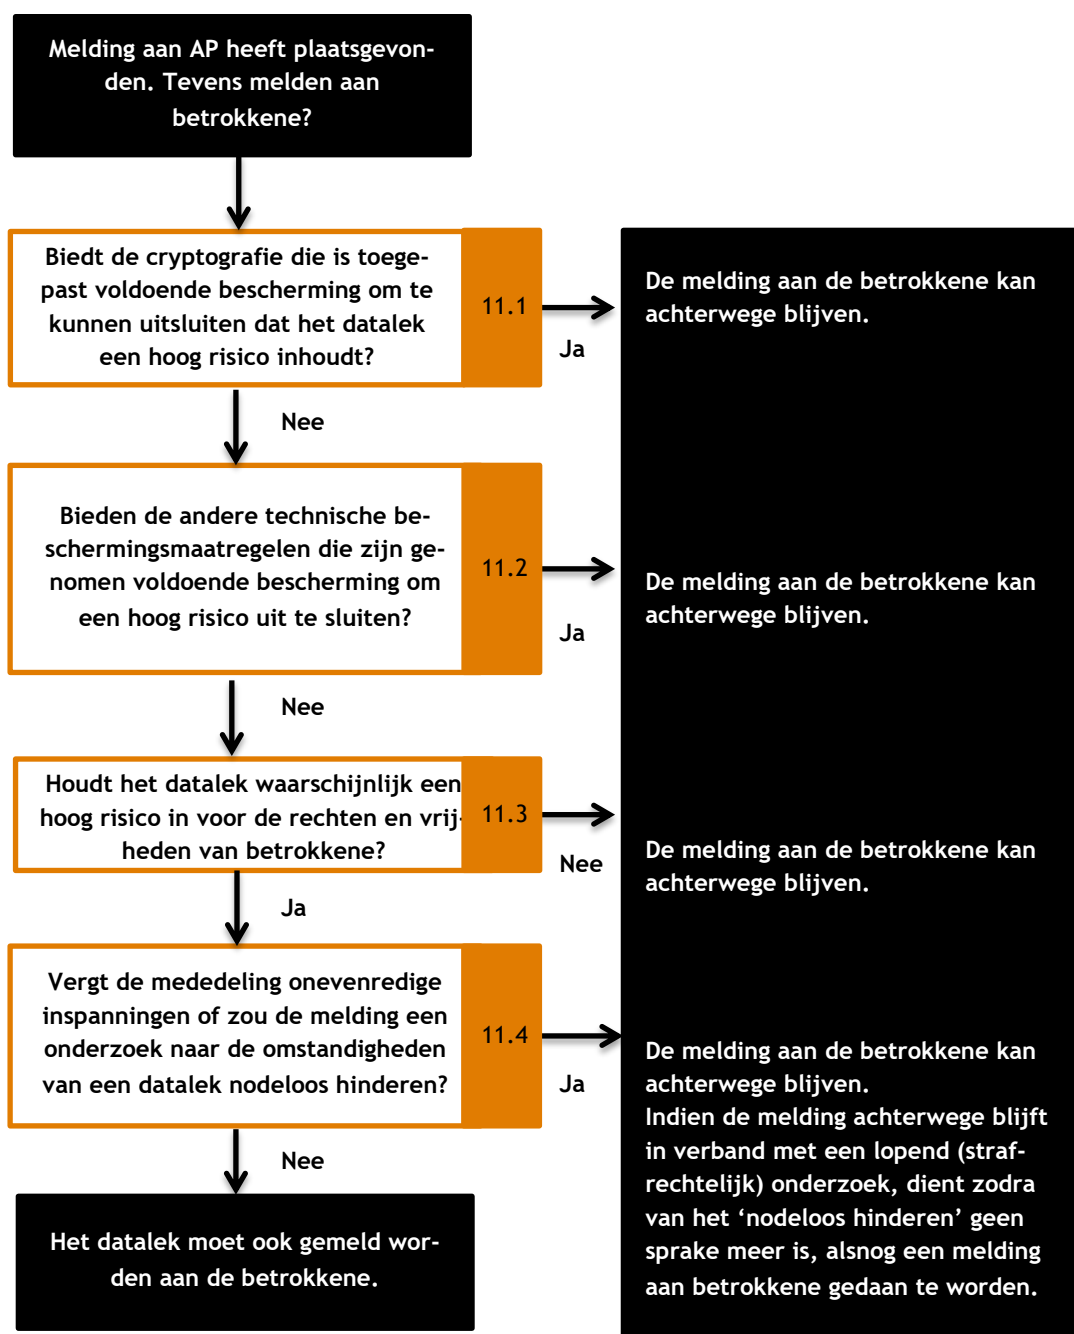 Melding aan AP heeft plaatsgevon-
den. Tevens melden aan
betrokkene?
Biedt de cryptografie die is toege-
past voldoende bescherming om te
kunnen uitsluiten dat het datalek
een hoog risico inhoudt?
11.1
Ja
De melding aan de betrokkene kan
achterwege blijven.
Nee
Bieden de andere technische be-
schermingsmaatregelen die zijn ge-
nomen voldoende bescherming om
een hoog risico uit te sluiten?
11.2
Ja
De melding aan de betrokkene kan
achterwege blijven.
Nee
Houdt het datalek waarschijnlijk een
hoog risico in voor de rechten en vrij-
heden van betrokkene?
11.3
Nee
De melding aan de betrokkene kan
achterwege blijven.
Ja
Vergt de mededeling onevenredige
inspanningen of zou de melding een
onderzoek naar de omstandigheden
van een datalek nodeloos hinderen?
11.4
Ja
De melding aan de betrokkene kan
achterwege blijven.
Indien de melding achterwege blijft
in verband met een lopend (straf-
rechtelijk) onderzoek, dient zodra
van het ‘nodeloos hinderen’ geen
sprake meer is, alsnog een melding
aan betrokkene gedaan te worden.
Nee
Het datalek moet ook gemeld wor-
den aan de betrokkene.